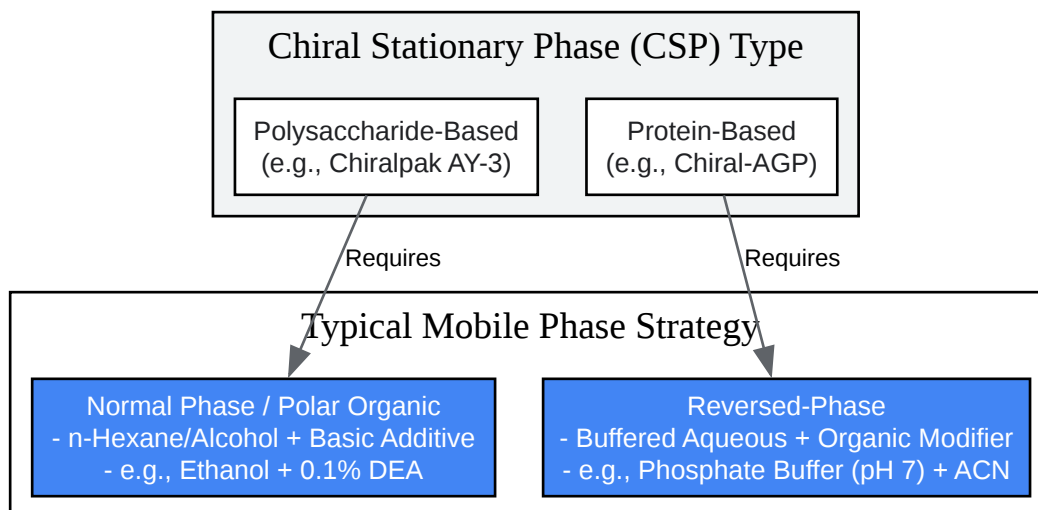 Chiral Stationary Phase (CSP) Type
Polysaccharide-Based
(e.g., Chiralpak AY-3)
Protein-Based
(e.g., Chiral-AGP)
Requires
Requires
Typical Mobile Phase Strategy
Normal Phase / Polar Organic
- n-Hexane/Alcohol + Basic Additive
- e.g., Ethanol + 0.1% DEA
Reversed-Phase
- Buffered Aqueous + Organic Modifier
- e.g., Phosphate Buffer (pH 7) + ACN